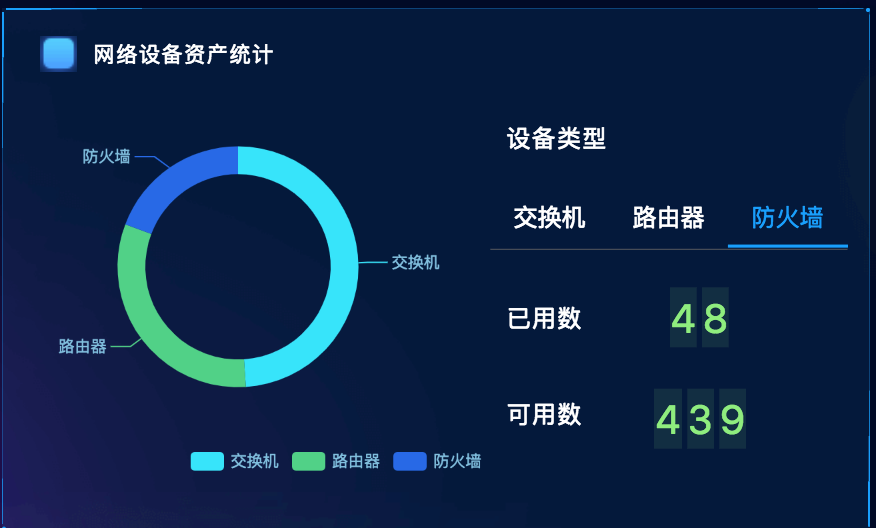 网络设备资产统计
防火墙
交换机
路由器
交换机 路由器 防火墙
设备类型
交换机 路由器 防火墙
已用数 48
可用数 439